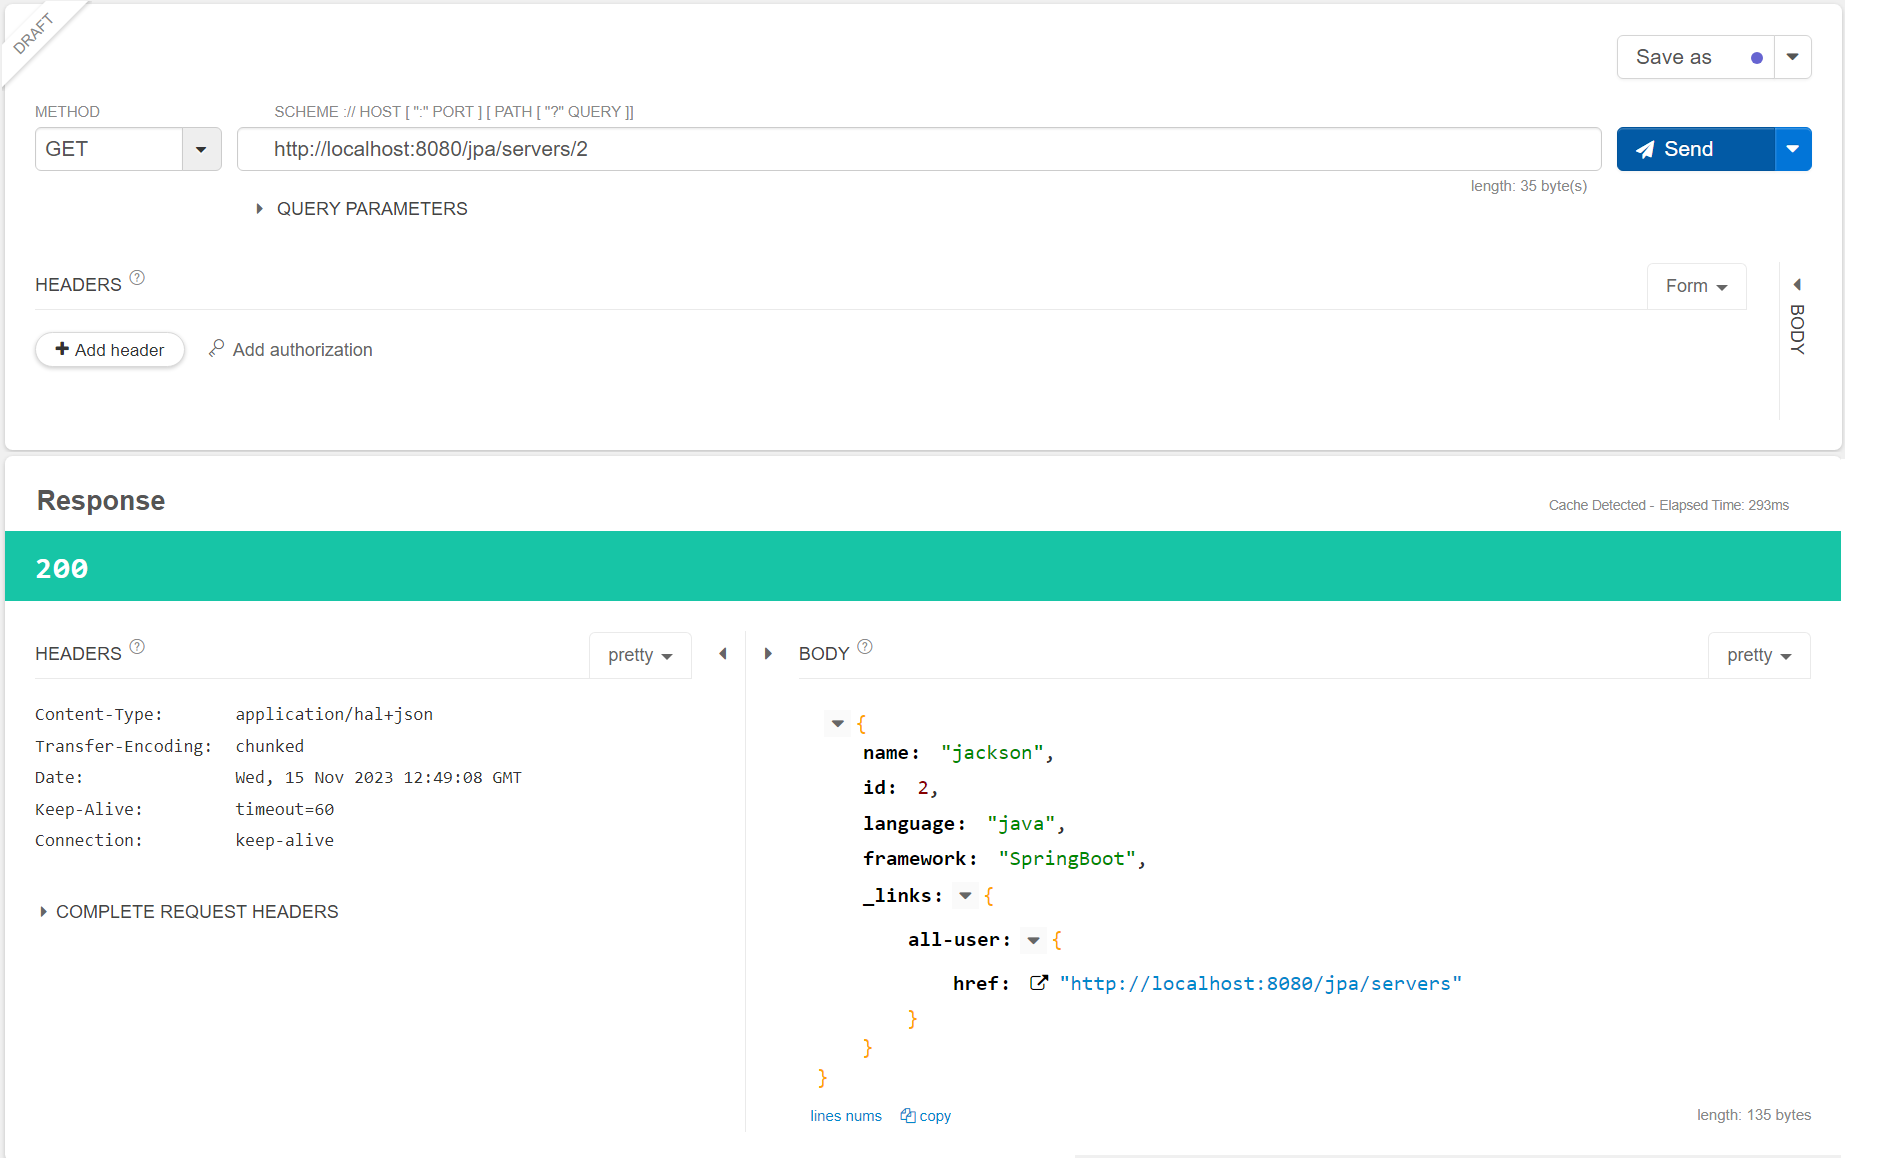 DRAFT
Save as
METHOD
SCHEME :// HOST [ ":" PORT ] [ PATH [ "?" QUERY ]]
GET
http://localhost:8080/jpa/servers/2
Send
length: 35 byte(s)
QUERY PARAMETERS
HEADERS ?
Form
BODY
Add header
Add authorization
Response
Cache Detected - Elapsed Time: 293ms
200
HEADERS ?
pretty
Content-Type: application/hal+json
Transfer-Encoding: chunked
Date: Wed, 15 Nov 2023 12:49:08 GMT
Keep-Alive: timeout=60
Connection: keep-alive
COMPLETE REQUEST HEADERS
BODY ?
pretty
{
name: "jackson",
id: 2,
language: "java",
framework: "SpringBoot",
_links: {
all-user: {
href: "http://localhost:8080/jpa/servers"
}
}
}
lines nums
copy
length: 135 bytes